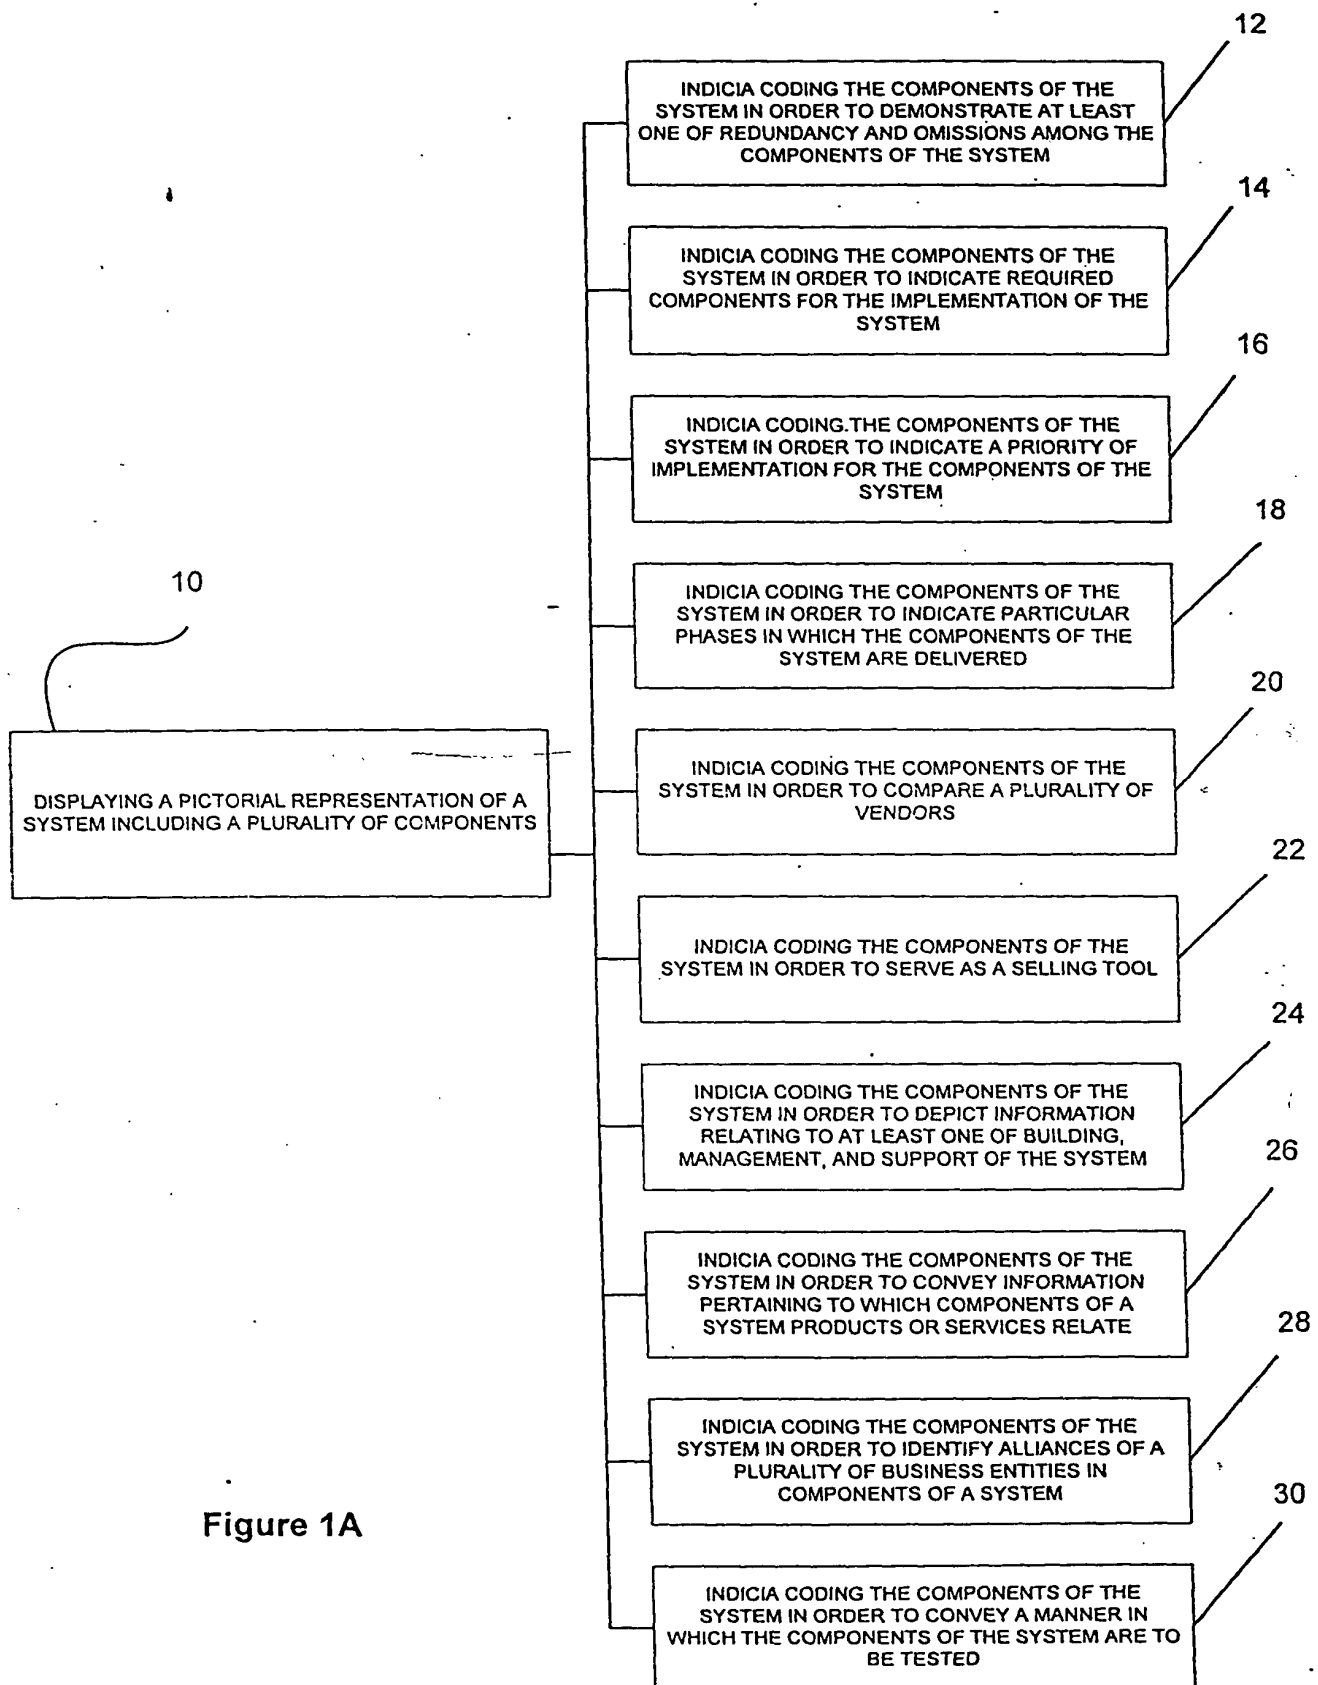 12
INDICIA CODING THE COMPONENTS OF THE
SYSTEM IN ORDER TO DEMONSTRATE AT LEAST
ONE OF REDUNDANCY AND OMISSIONS AMONG THE
COMPONENTS OF THE SYSTEM
14
INDICIA CODING THE COMPONENTS OF THE
SYSTEM IN ORDER TO INDICATE REQUIRED
COMPONENTS FOR THE IMPLEMENTATION OF THE
SYSTEM
16
INDICIA CODING THE COMPONENTS OF THE
SYSTEM IN ORDER TO INDICATE A PRIORITY OF
IMPLEMENTATION FOR THE COMPONENTS OF THE
SYSTEM
18
INDICIA CODING THE COMPONENTS OF THE
SYSTEM IN ORDER TO INDICATE PARTICULAR
PHASES IN WHICH THE COMPONENTS OF THE
SYSTEM ARE DELIVERED
10
DISPLAYING A PICTORIAL REPRESENTATION OF A
SYSTEM INCLUDING A PLURALITY OF COMPONENTS
20
INDICIA CODING THE COMPONENTS OF THE
SYSTEM IN ORDER TO COMPARE A PLURALITY OF
VENDORS
22
INDICIA CODING THE COMPONENTS OF THE
SYSTEM IN ORDER TO SERVE AS A SELLING TOOL
24
INDICIA CODING THE COMPONENTS OF THE
SYSTEM IN ORDER TO DEPICT INFORMATION
RELATING TO AT LEAST ONE OF BUILDING,
MANAGEMENT, AND SUPPORT OF THE SYSTEM
26
INDICIA CODING THE COMPONENTS OF THE
SYSTEM IN ORDER TO CONVEY INFORMATION
PERTAINING TO WHICH COMPONENTS OF A
SYSTEM PRODUCTS OR SERVICES RELATE
28
INDICIA CODING THE COMPONENTS OF THE
SYSTEM IN ORDER TO IDENTIFY ALLIANCES OF A
PLURALITY OF BUSINESS ENTITIES IN
COMPONENTS OF A SYSTEM
30
INDICIA CODING THE COMPONENTS OF THE
SYSTEM IN ORDER TO CONVEY A MANNER IN
WHICH THE COMPONENTS OF THE SYSTEM ARE TO
BE TESTED
Figure 1A